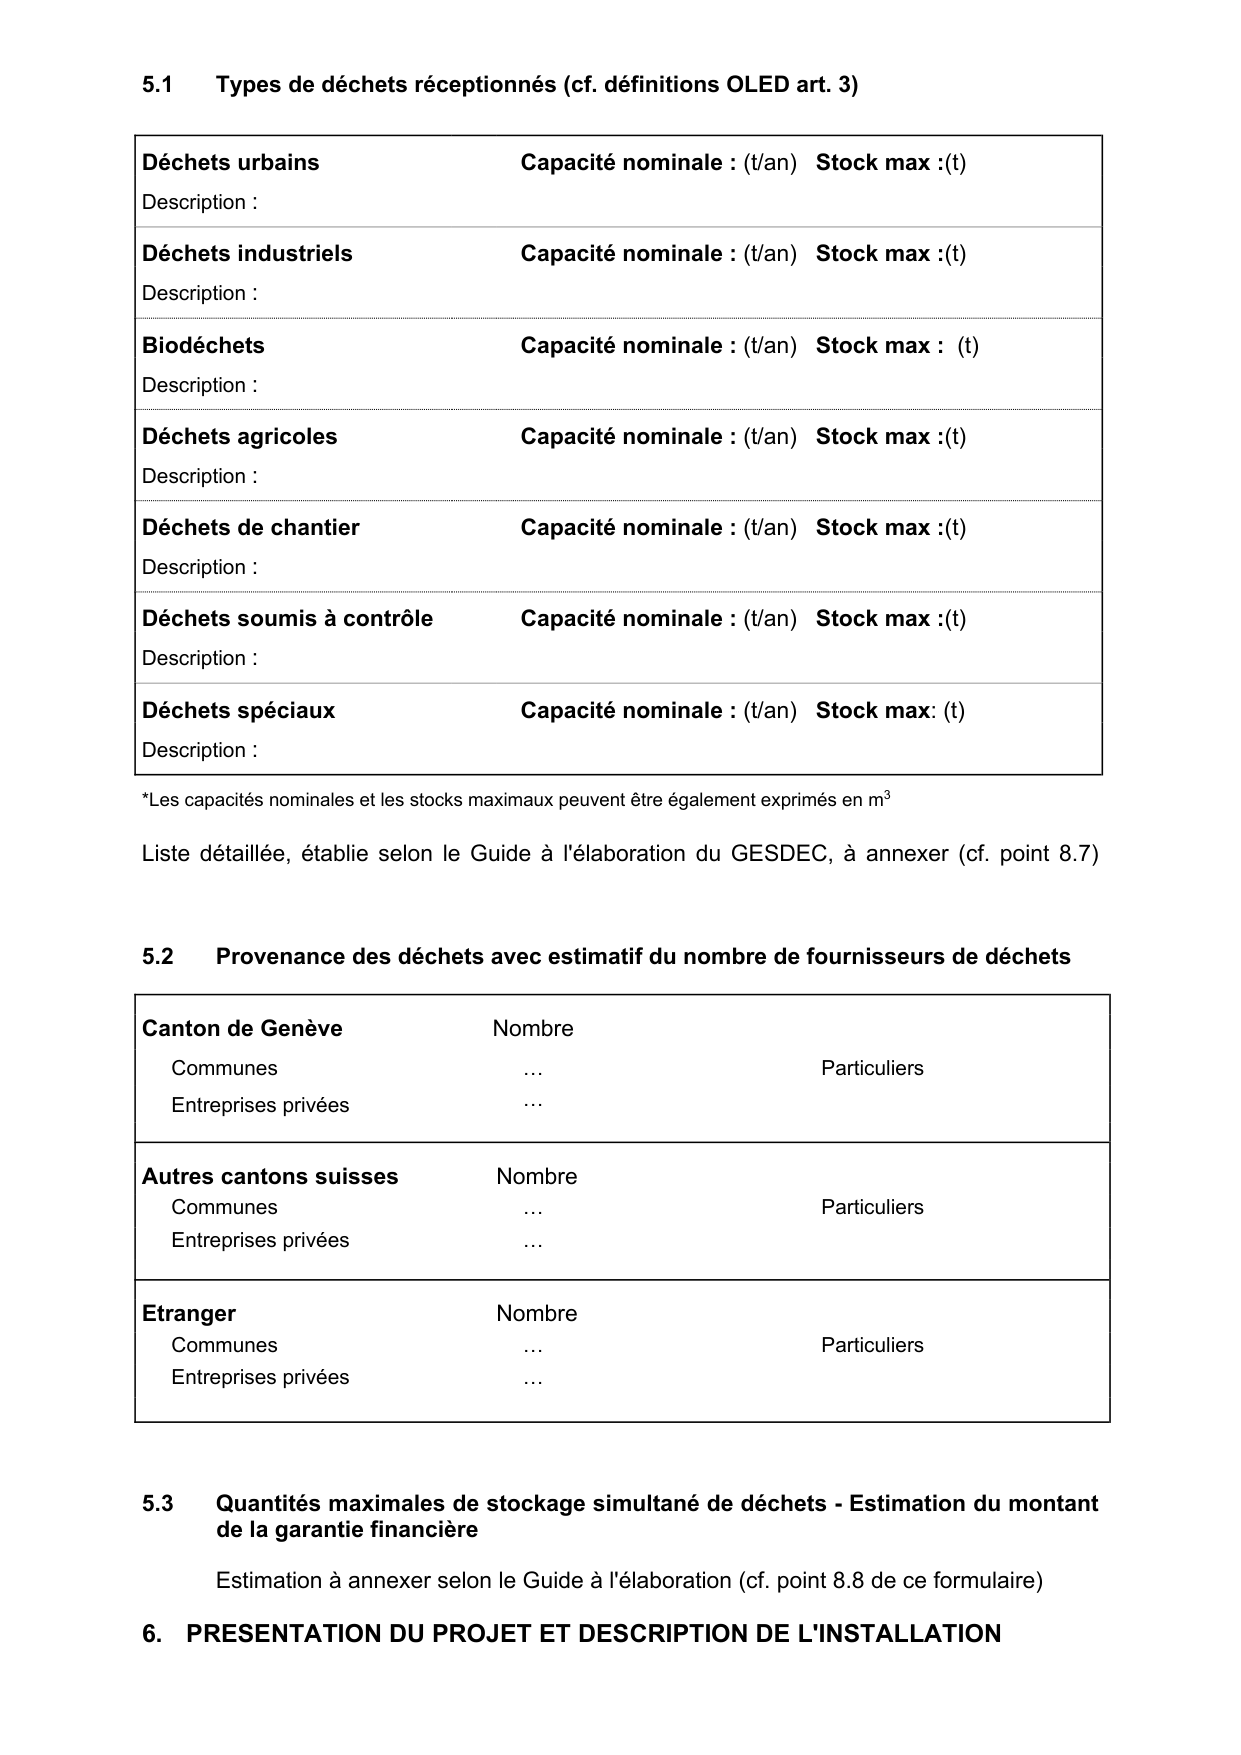 5.1 Types de déchets réceptionnés (cf. définitions OLED art. 3)
Déchets urbains Capacité nominale : (t/an) Stock max :(t)
Description :
Déchets industriels Capacité nominale : (t/an) Stock max :(t)
Description :
Biodéchets Capacité nominale : (t/an) Stock max : (t)
Description :
Déchets agricoles Capacité nominale : (t/an) Stock max :(t)
Description :
Déchets de chantier Capacité nominale : (t/an) Stock max :(t)
Description :
Déchets soumis à contrôle Capacité nominale : (t/an) Stock max :(t)
Description :
Déchets spéciaux Capacité nominale : (t/an) Stock max: (t)
Description :
*Les capacités nominales et les stocks maximaux peuvent être également exprimés en m³
Liste détaillée, établie selon le Guide à l'élaboration du GESDEC, à annexer (cf. point 8.7)
5.2 Provenance des déchets avec estimatif du nombre de fournisseurs de déchets
Canton de Genève Nombre
Communes … Particuliers
Entreprises privées …
Autres cantons suisses Nombre
Communes … Particuliers
Entreprises privées …
Etranger Nombre
Communes … Particuliers
Entreprises privées …
5.3 Quantités maximales de stockage simultané de déchets - Estimation du montant
de la garantie financière
Estimation à annexer selon le Guide à l'élaboration (cf. point 8.8 de ce formulaire)
6. PRESENTATION DU PROJET ET DESCRIPTION DE L'INSTALLATION